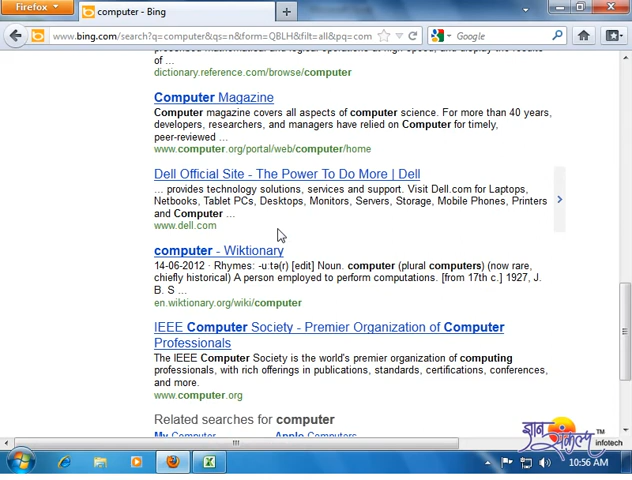 Firefox
computer - Bing
www.bing.com/search?q=computer&qs=n&form=QBLH&filt=all&pq=com
Google
of ...
dictionary.reference.com/browse/computer
Computer Magazine
Computer magazine covers all aspects of computer science. For more than 40 years,
developers, researchers, and managers have relied on Computer for timely,
peer-reviewed ...
www.computer.org/portal/web/computer/home
Dell Official Site - The Power To Do More | Dell
... provides technology solutions, services and support. Visit Dell.com for Laptops,
Netbooks, Tablet PCs, Desktops, Monitors, Servers, Storage, Mobile Phones, Printers
and Computer ...
www.dell.com
computer - Wiktionary
14-06-2012 · Rhymes: -uːtə(r) [edit] Noun. computer (plural computers) (now rare,
chiefly historical) A person employed to perform computations. [from 17th c.] 1927, J.
B. S ...
en.wiktionary.org/wiki/computer
IEEE Computer Society - Premier Organization of Computer
Professionals
The IEEE Computer Society is the world's premier organization of computing
professionals, with rich offerings in publications, standards, certifications, conferences,
and more.
www.computer.org
Related searches for computer
My Computer Apple Computers
ज्ञान संकल्प TM
infotech
10:56 AM